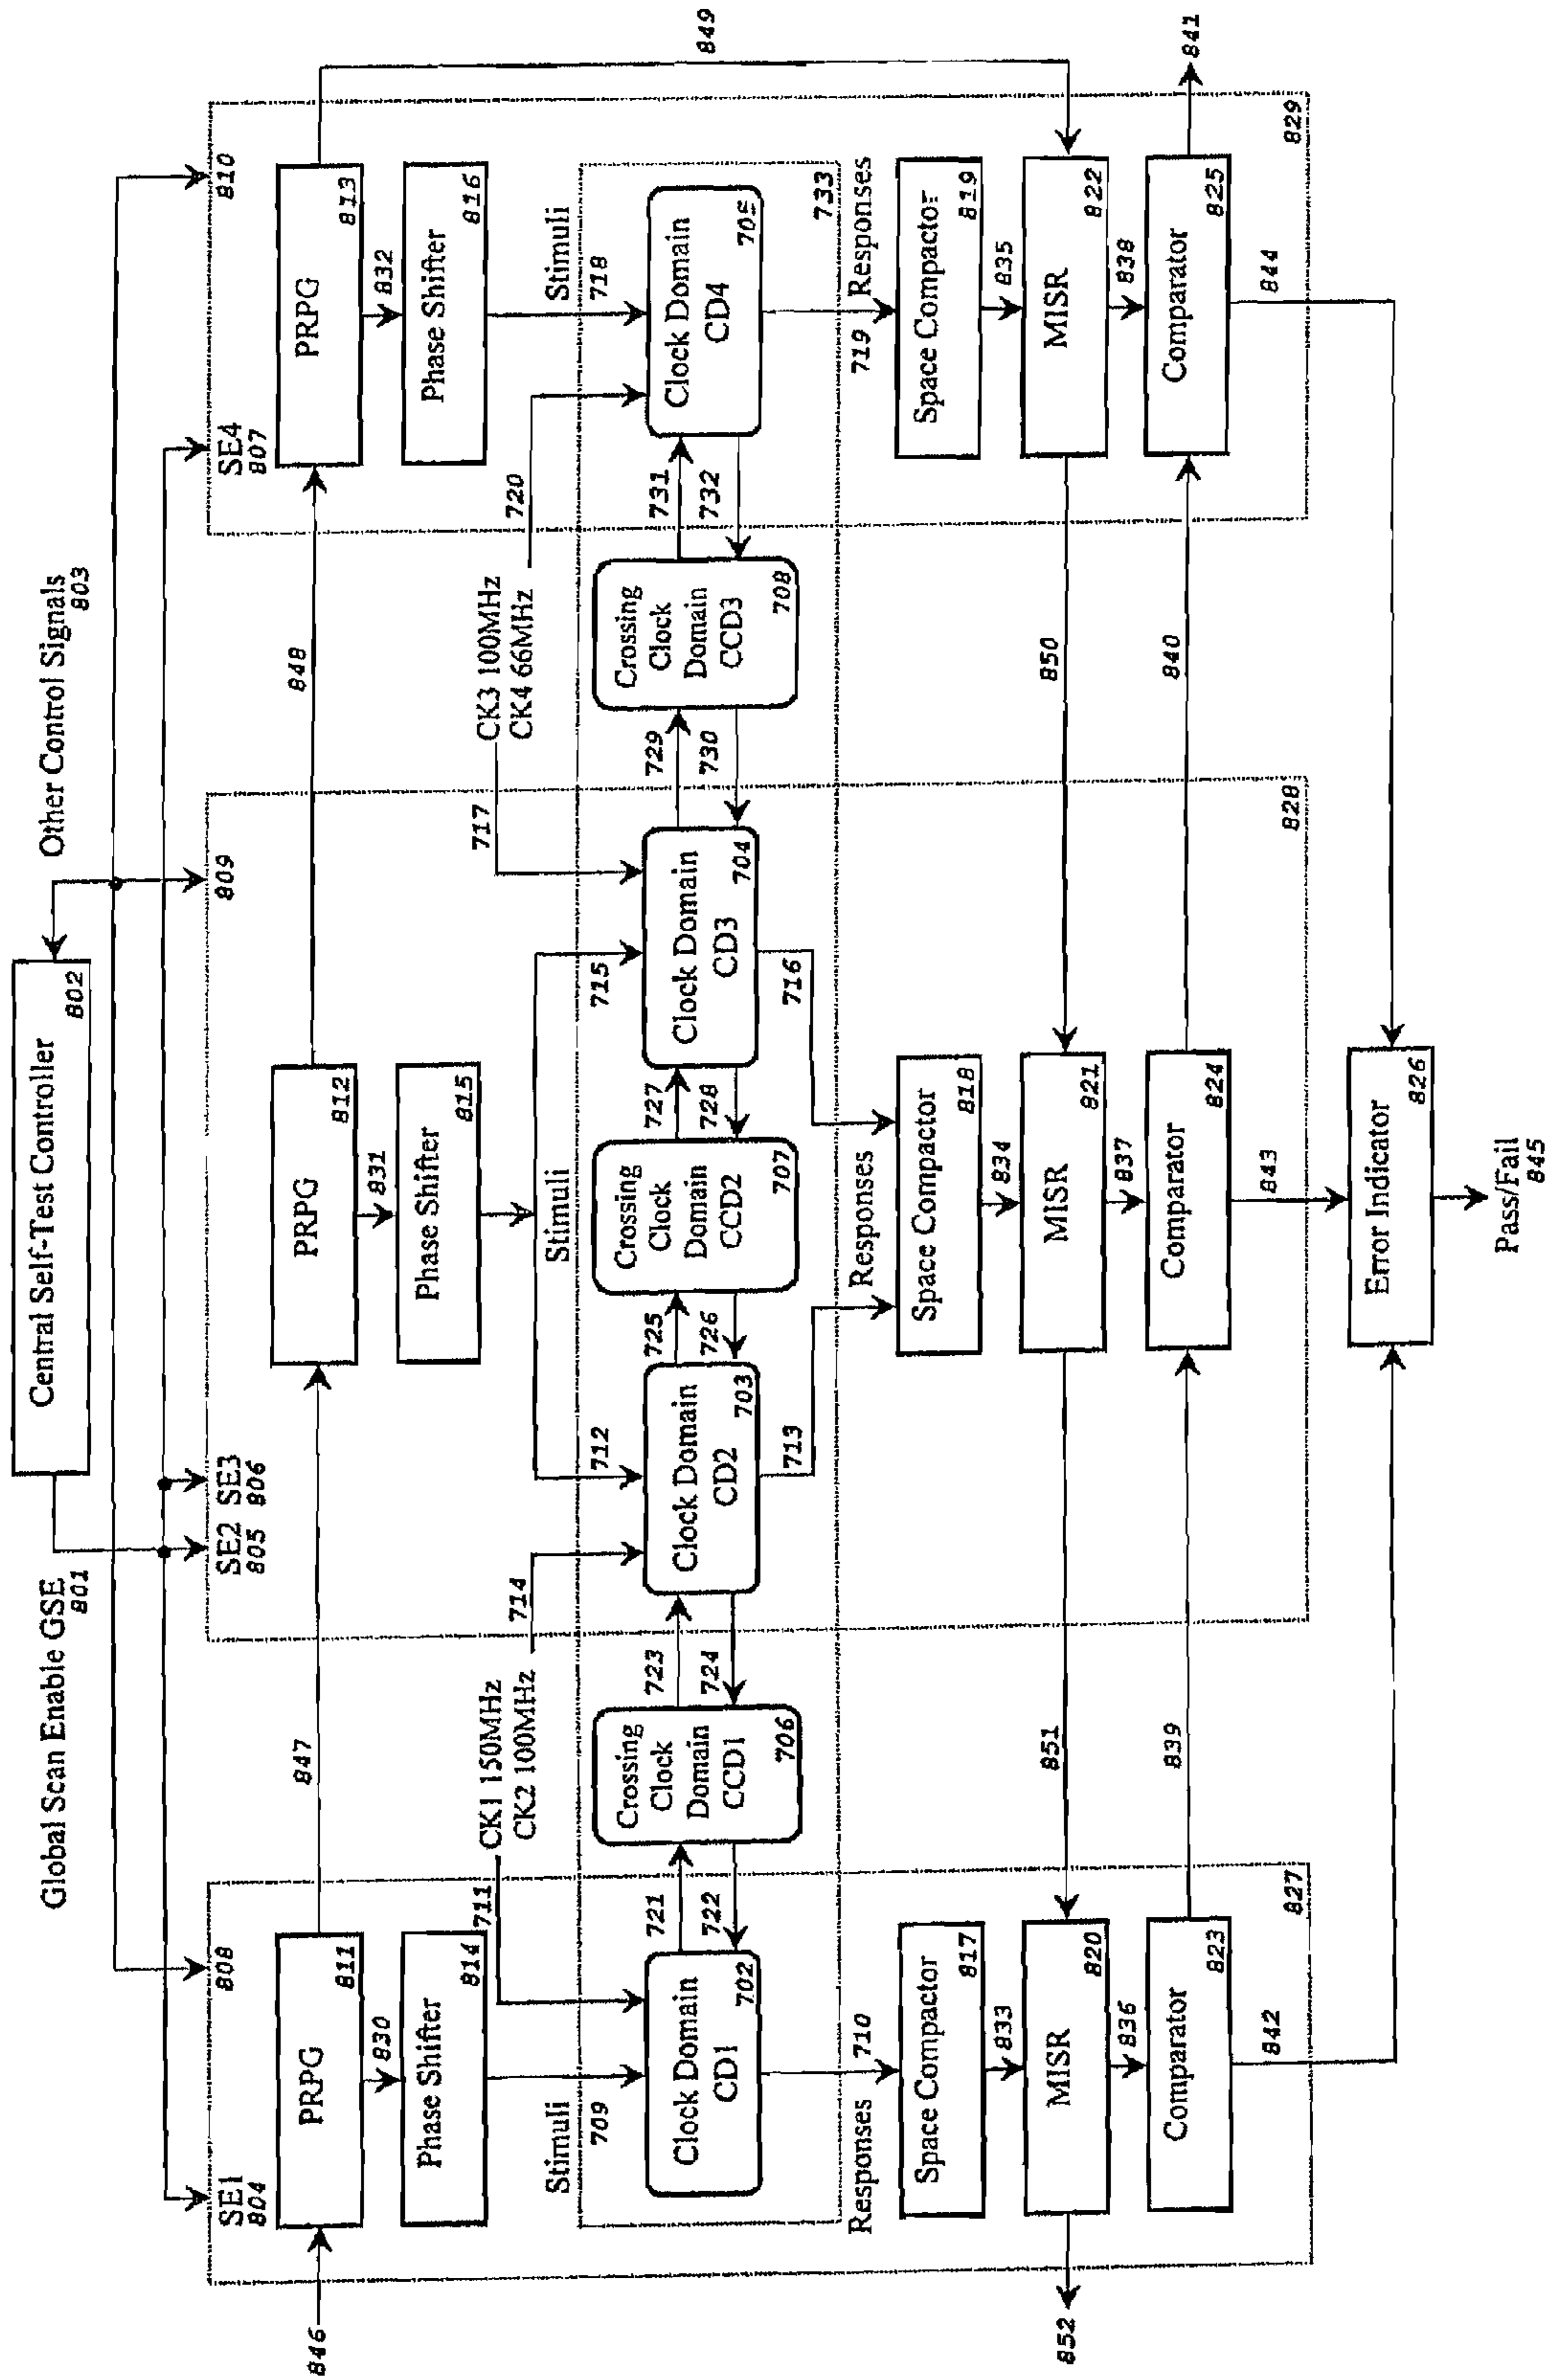 Central Self-Test Controller
802
Global Scan Enable GSE
801
Other Control Signals
803
SE1
804
808
SE2
805
SE3
806
809
SE4
807
810
846
PRPG
811
847
PRPG
812
848
PRPG
813
849
830
831
832
Phase Shifter
814
Phase Shifter
815
Phase Shifter
816
711
CK1 150MHz
CK2 100MHz
714
717
CK3 100MHz
CK4 66MHz
720
Stimuli
709
712
Stimuli
715
Stimuli
718
Clock Domain
CD1
702
721
722
Crossing
Clock
Domain
CCD1
706
723
724
Clock Domain
CD2
703
725
726
Crossing
Clock
Domain
CCD2
707
727
728
Clock Domain
CD3
704
729
730
Crossing
Clock
Domain
CCD3
708
731
732
Clock Domain
CD4
705
733
Responses
710
713
Responses
716
719
Responses
Space Compactor
817
Space Compactor
818
Space Compactor
819
833
834
835
852
MISR
820
851
MISR
821
850
MISR
822
836
837
838
Comparator
823
839
Comparator
824
840
Comparator
825
841
827
828
829
842
843
844
Error Indicator
826
Pass/Fail
845